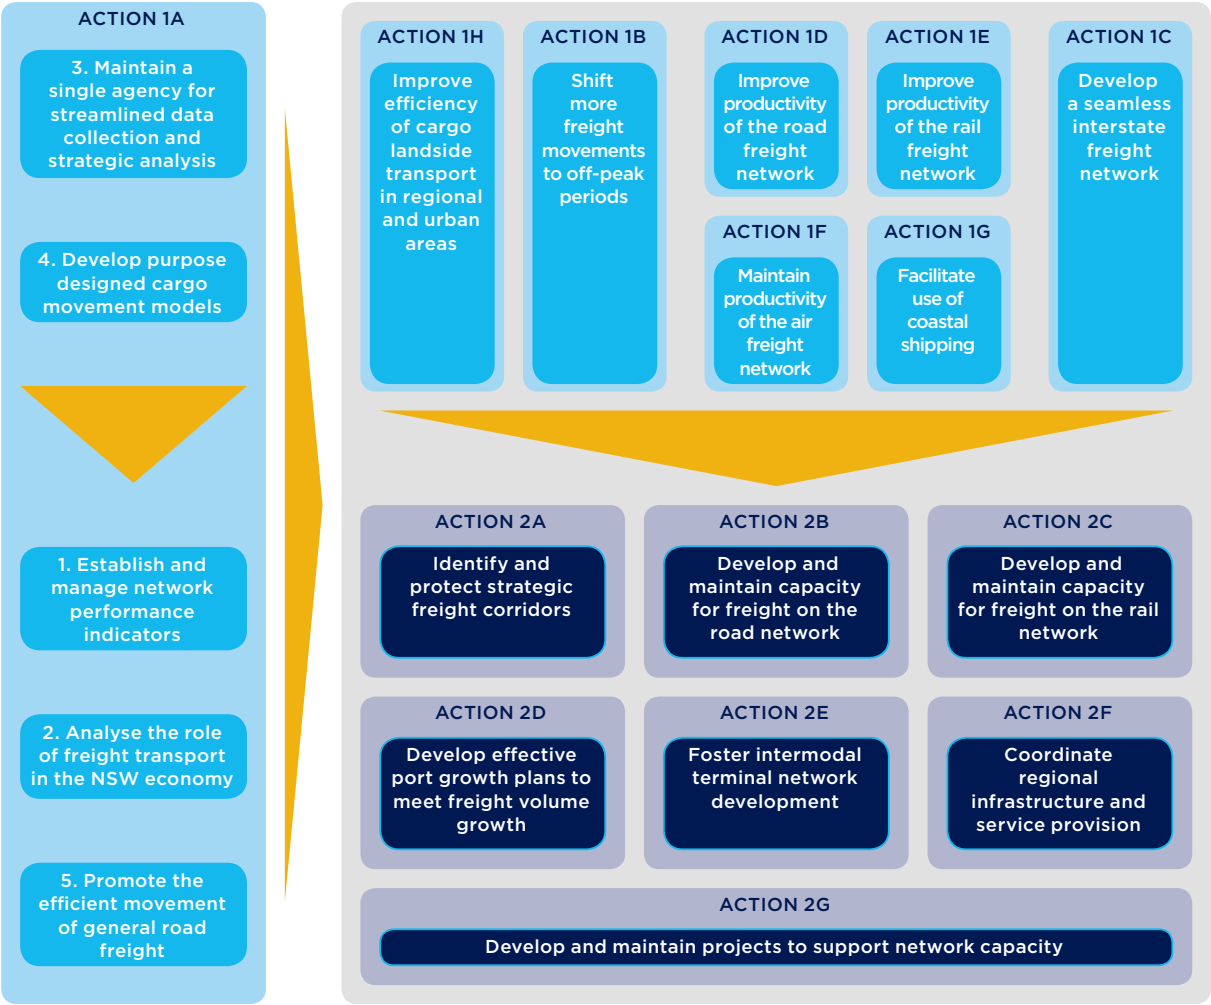 ACTION 1A
3. Maintain a
single agency for
streamlined data
collection and
strategic analysis
4. Develop purpose
designed cargo
movement models
1. Establish and
manage network
performance
indicators
2. Analyse the role
of freight transport
in the NSW economy
5. Promote the
efficient movement
of general road
freight
ACTION 1H
Improve
efficiency
of cargo
landside
transport
in regional
and urban
areas
ACTION 1B
Shift
more
freight
movements
to off-peak
periods
ACTION 1D
Improve
productivity
of the road
freight
network
ACTION 1E
Improve
productivity
of the rail
freight
network
ACTION 1F
Maintain
productivity
of the air
freight
network
ACTION 1G
Facilitate
use of
coastal
shipping
ACTION 1C
Develop
a seamless
interstate
freight
network
ACTION 2A
Identify and
protect strategic
freight corridors
ACTION 2B
Develop and
maintain capacity
for freight on the
road network
ACTION 2C
Develop and
maintain capacity
for freight on the rail
network
ACTION 2D
Develop effective
port growth plans to
meet freight volume
growth
ACTION 2E
Foster intermodal
terminal network
development
ACTION 2F
Coordinate
regional
infrastructure and
service provision
ACTION 2G
Develop and maintain projects to support network capacity